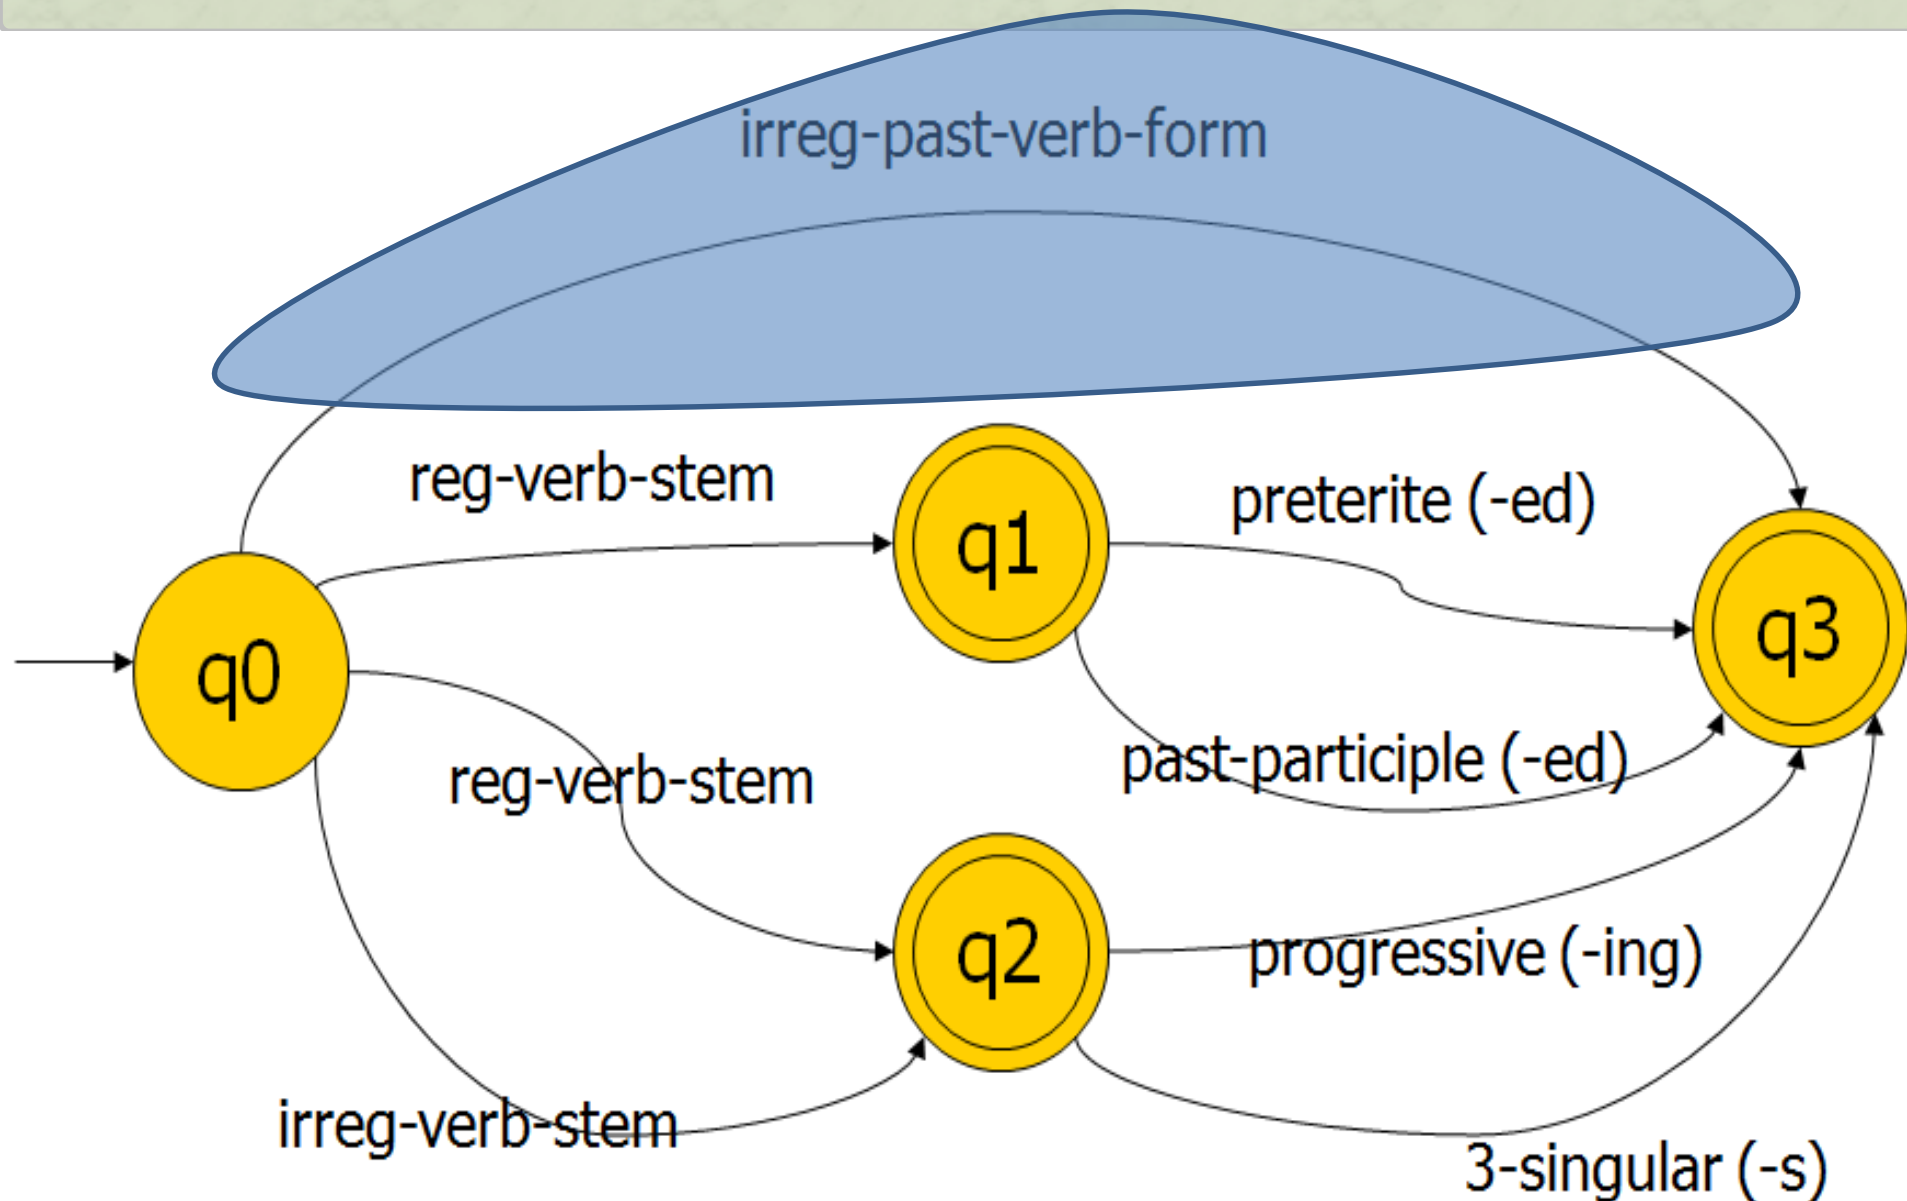 irreg-past-verb-form
reg-verb-stem
preterite (-ed)
q1
q3
q0
past-participle (-ed)
reg-verb-stem
q2
progressive (-ing)
irreg-verb-stem
3-singular (-s)